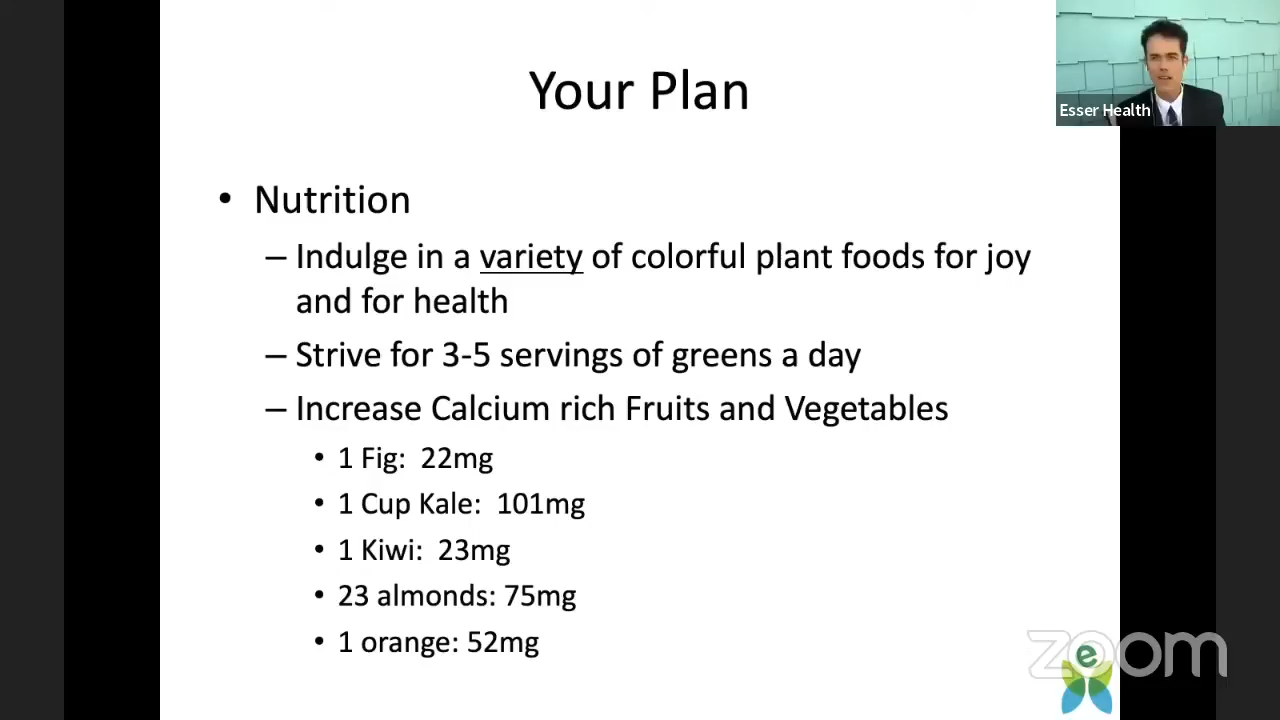 Your Plan
Esser Health
• Nutrition
– Indulge in a variety of colorful plant foods for joy
and for health
– Strive for 3-5 servings of greens a day
– Increase Calcium rich Fruits and Vegetables
• 1 Fig:  22mg
• 1 Cup Kale:  101mg
• 1 Kiwi:  23mg
• 23 almonds: 75mg
• 1 orange: 52mg
zoom
e